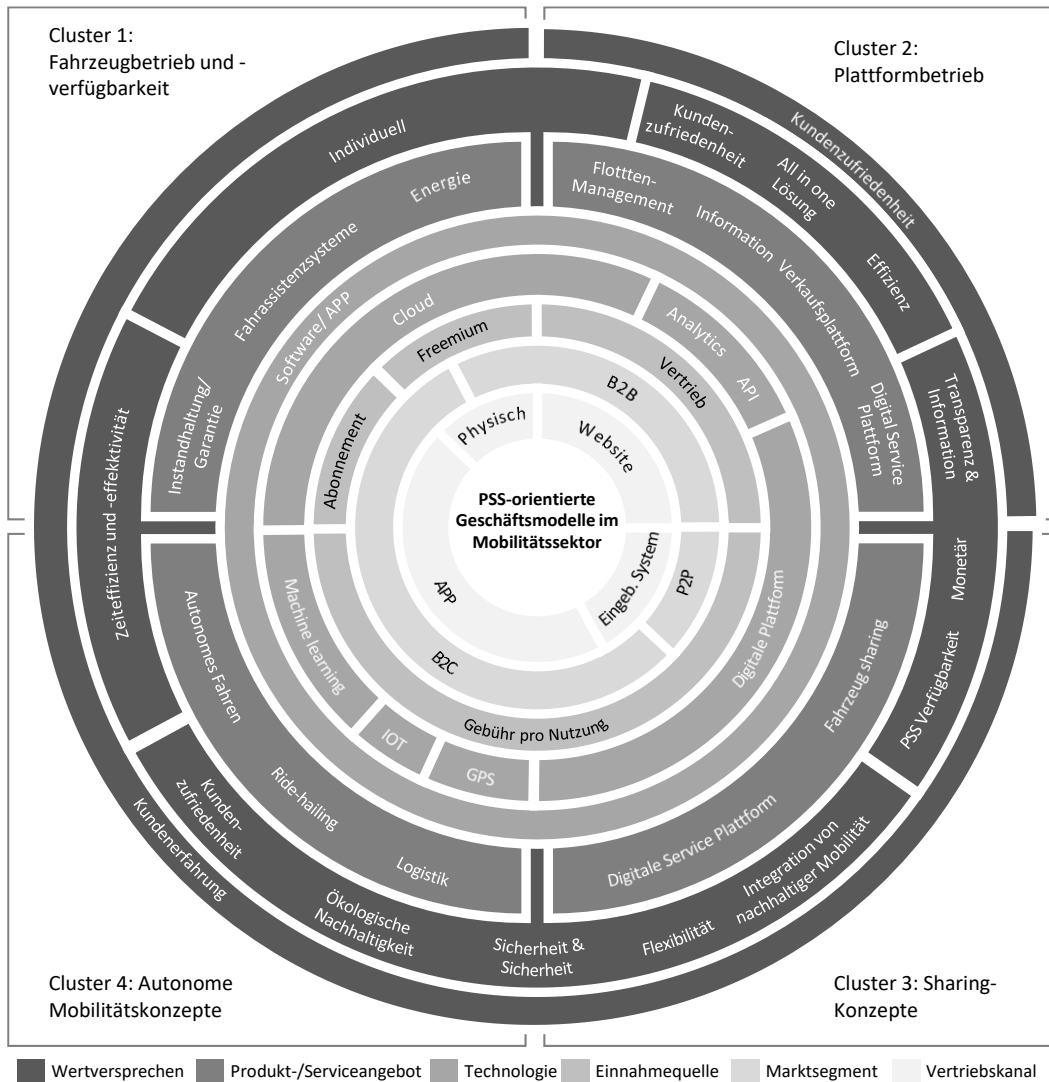 Cluster 1:
Fahrzeugbetrieb und -
verfügbarkeit
Cluster 2:
Plattformbetrieb
Kundenzufriedenheit
Individuell
Kunden-
zufriedenheit
All in one
Lösung
Effizienz
Transparenz &
Information
Monetär
PSS Verfügbarkeit
Integration von
nachhaltiger Mobilität
Flexibilität
Sicherheit &
Sicherheit
Ökologische
Nachhaltigkeit
Kunden-
zufriedenheit
Kundenerfahrung
Zeiteffizienz und -effekktivität
Instandhaltung/
Garantie
Fahrassistenzsysteme
Energie
Flottten-
Management
Information
Verkaufsplattform
Digital Service
Plattform
Fahrzeug sharing
Digitale Service Plattform
Logistik
Ride-hailing
Autonomes Fahren
Software/ APP
Cloud
Analytics
API
Digitale Plattform
GPS
IOT
Machine learning
Abonnement
Freemium
Vertrieb
Gebühr pro Nutzung
B2B
P2P
B2C
Physisch
Website
Eingeb. System
APP
PSS-orientierte
Geschäftsmodelle im
Mobilitätssektor
Cluster 4: Autonome
Mobilitätskonzepte
Cluster 3: Sharing-
Konzepte
Wertversprechen
Produkt-/Serviceangebot
Technologie
Einnahmequelle
Marktsegment
Vertriebskanal